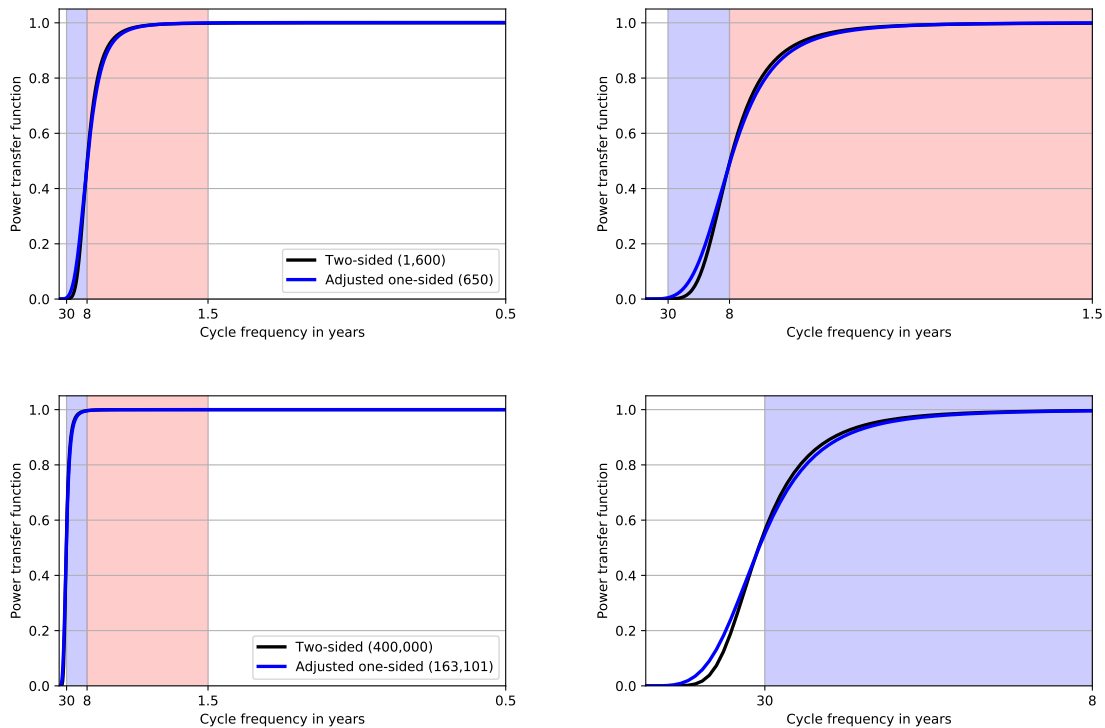 Power transfer function
1.0
0.8
0.6
0.4
0.2
0.0
Two-sided (1,600)
Adjusted one-sided (650)
30 8 1.5 0.5
Cycle frequency in years
Power transfer function
1.0
0.8
0.6
0.4
0.2
0.0
30 8 1.5
Cycle frequency in years
Power transfer function
1.0
0.8
0.6
0.4
0.2
0.0
Two-sided (400,000)
Adjusted one-sided (163,101)
30 8 1.5 0.5
Cycle frequency in years
Power transfer function
1.0
0.8
0.6
0.4
0.2
0.0
30 8
Cycle frequency in years